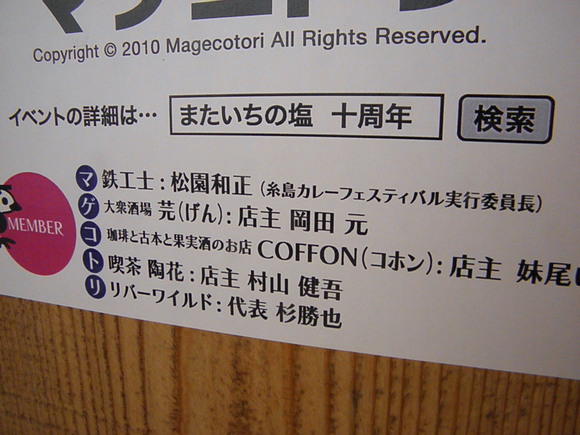 Copyright © 2010 Magecotori All Rights Reserved.
イベントの詳細は… またいちの塩 十周年 検索
MEMBER
マ 鉄工士：松園和正（糸島カレーフェスティバル実行委員長）
ゲ 大衆酒場 芫（げん）：店主 岡田 元
コ 珈琲と古本と果実酒のお店 COFFON（コホン）：店主 妹尾
ト 喫茶 陶花：店主 村山 健吾
リ リバーワイルド：代表 杉勝也